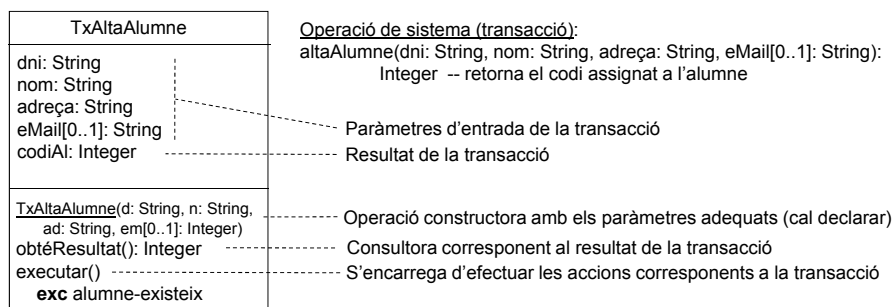 TxAltaAlumne
dni: String
nom: String
adreça: String
eMail[0..1]: String
codiAl: Integer
TxAltaAlumne(d: String, n: String,
ad: String, em[0..1]: Integer)
obtéResultat(): Integer
executar()
exc alumne-existeix
Operació de sistema (transacció):
altaAlumne(dni: String, nom: String, adreça: String, eMail[0..1]: String):
Integer -- retorna el codi assignat a l'alumne
Paràmetres d'entrada de la transacció
Resultat de la transacció
Operació constructora amb els paràmetres adequats (cal declarar)
Consultora corresponent al resultat de la transacció
S'encarrega d'efectuar les accions corresponents a la transacció